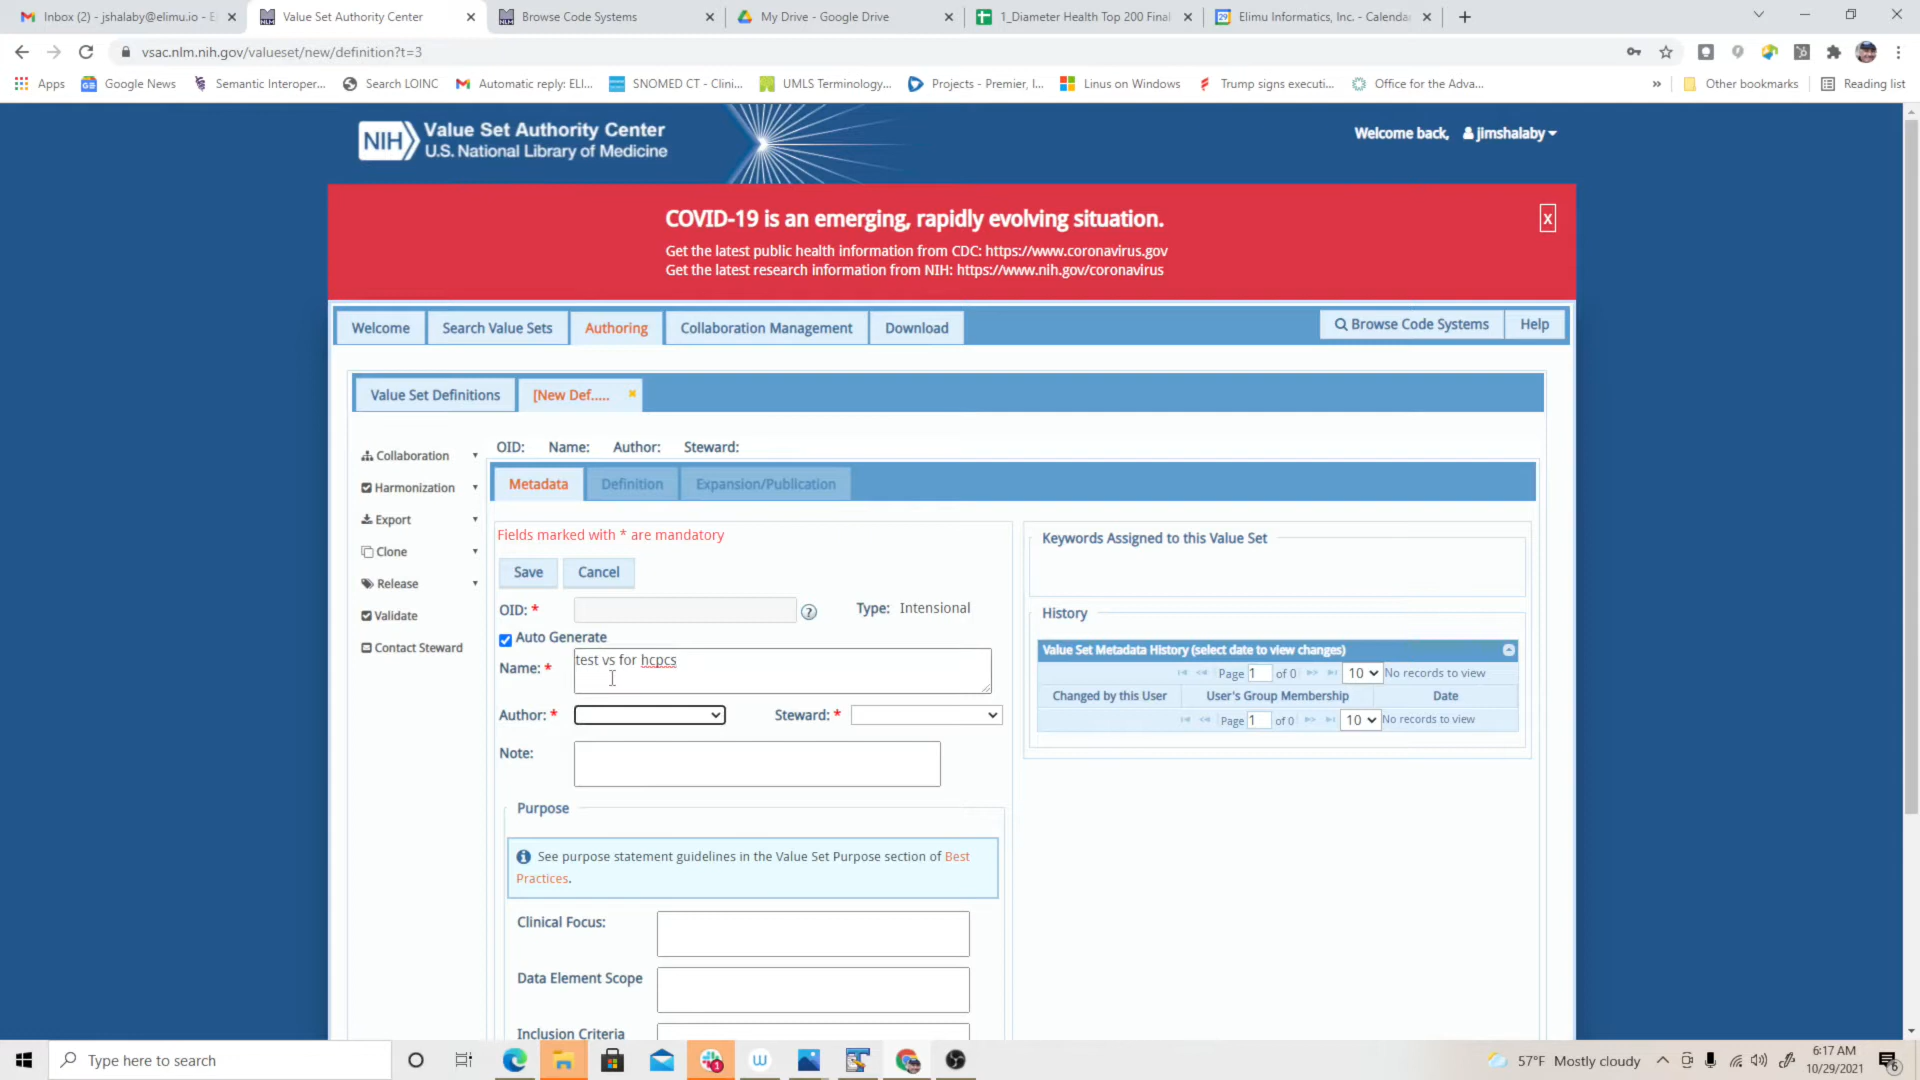 Inbox (2) - jshalaby@elimu.io - E
Value Set Authority Center
Browse Code Systems
My Drive - Google Drive
1_Diameter Health Top 200 Final
Elimu Informatics, Inc. - Calenda
vsac.nlm.nih.gov/valueset/new/definition?t=3
Apps
Google News
Semantic Interoper...
Search LOINC
Automatic reply: ELI...
SNOMED CT - Clini...
UMLS Terminology...
Projects - Premier, I...
Linus on Windows
Trump signs executi...
Office for the Adva...
»
Other bookmarks
Reading list
NIH
Value Set Authority Center
U.S. National Library of Medicine
Welcome back, jimshalaby
COVID-19 is an emerging, rapidly evolving situation.
X
Get the latest public health information from CDC: https://www.coronavirus.gov
Get the latest research information from NIH: https://www.nih.gov/coronavirus
Welcome
Search Value Sets
Authoring
Collaboration Management
Download
Browse Code Systems
Help
Value Set Definitions
[New Def.....
Collaboration
Harmonization
Export
Clone
Release
Validate
Contact Steward
OID: Name: Author: Steward:
Metadata
Definition
Expansion/Publication
Fields marked with * are mandatory
Save
Cancel
OID: *
?
Type: Intensional
Auto Generate
Name: *
test vs for hcpcs
Author: *
Steward: *
Note:
Purpose
See purpose statement guidelines in the Value Set Purpose section of Best
Practices.
Clinical Focus:
Data Element Scope
Inclusion Criteria
Keywords Assigned to this Value Set
History
Value Set Metadata History (select date to view changes)
Page 1 of 0 10 No records to view
Changed by this User
User's Group Membership
Date
Page 1 of 0 10 No records to view
Type here to search
57°F Mostly cloudy
6:17 AM
10/29/2021